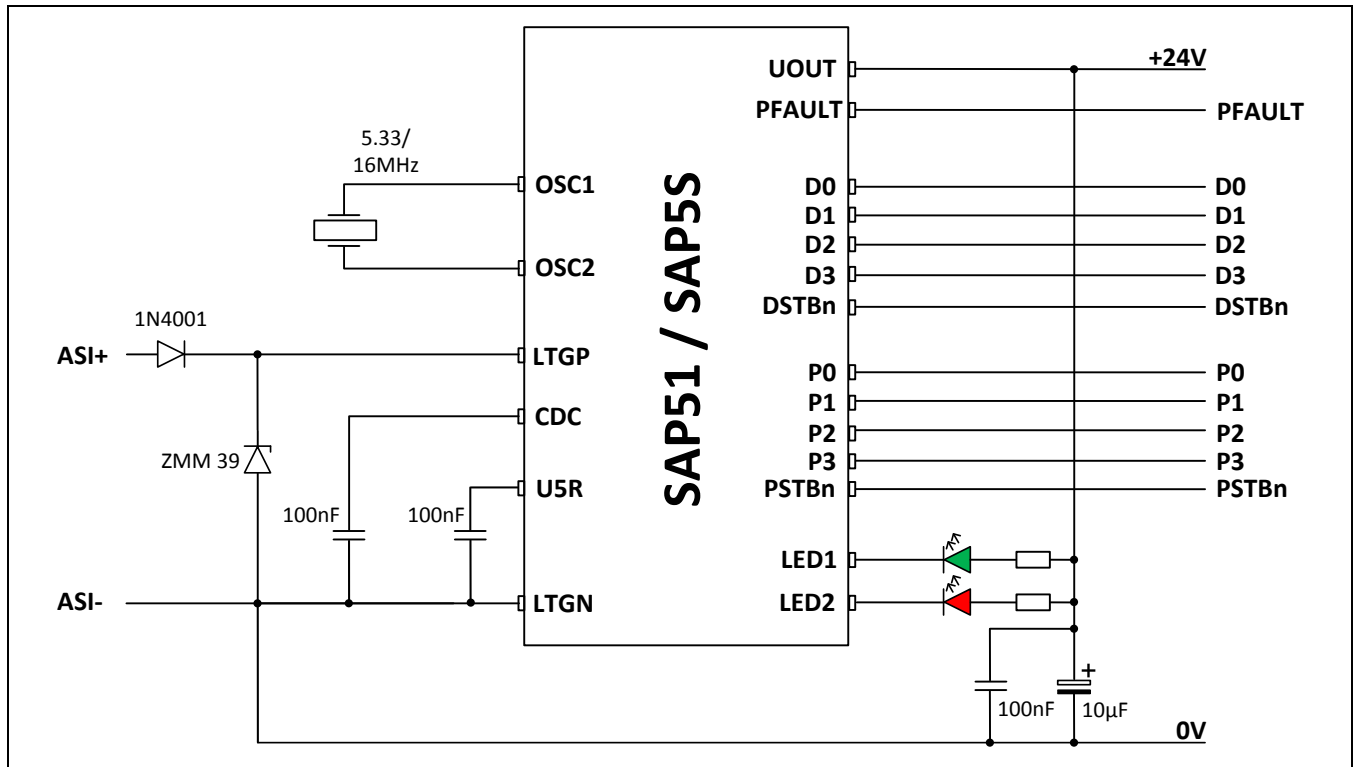 UOUT
+24V
PFAULT
PFAULT
5.33/
16MHz
OSC1
OSC2
D0
D0
D1
D1
D2
D2
D3
D3
DSTBn
DSTBn
SAP51 / SAP5S
1N4001
ASI+
LTGP
P0
P0
CDC
P1
P1
P2
P2
ZMM 39
P3
P3
U5R
PSTBn
PSTBn
100nF
100nF
LED1
ASI-
LTGN
LED2
+
100nF
10µF
0V